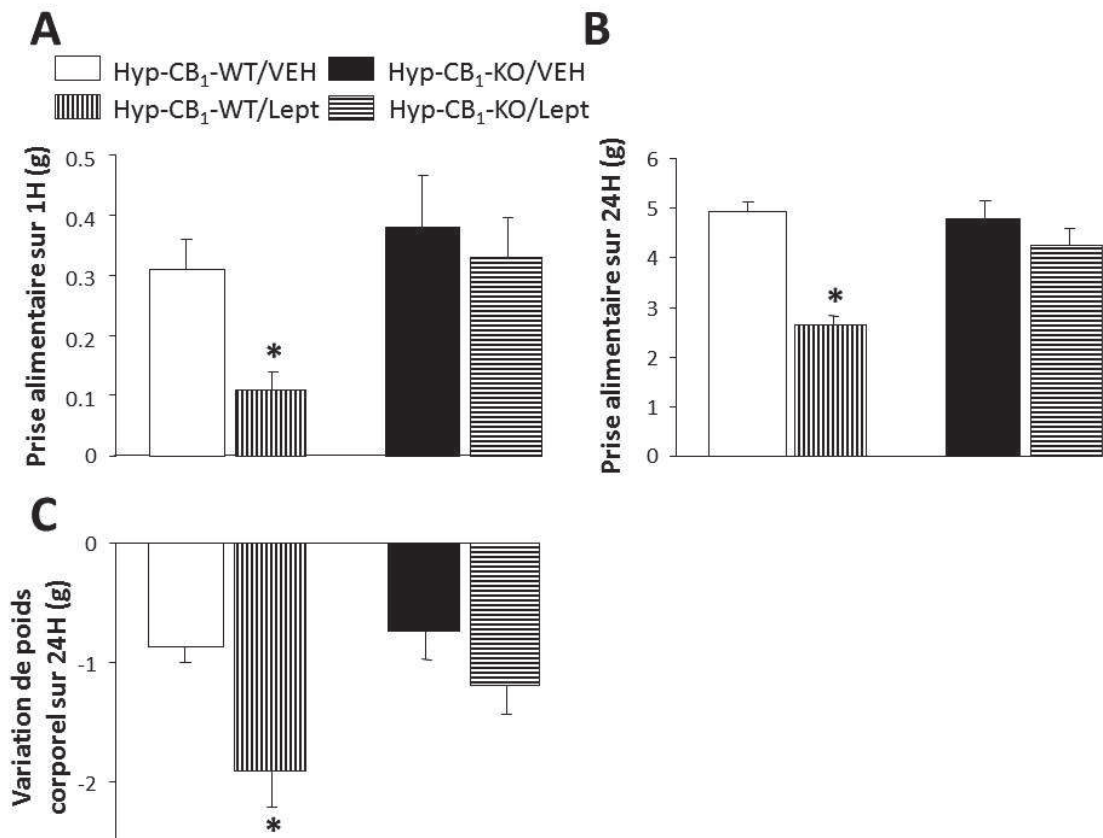 A
B
Hyp-CB₁-WT/VEH
Hyp-CB₁-KO/VEH
Hyp-CB₁-WT/Lept
Hyp-CB₁-KO/Lept
Prise alimentaire sur 1H (g)
0.5
0.4
0.3
0.2
0.1
0
*
Prise alimentaire sur 24H (g)
6
5
4
3
2
1
0
*
C
Variation de poids
corporel sur 24H (g)
0
-1
-2
*